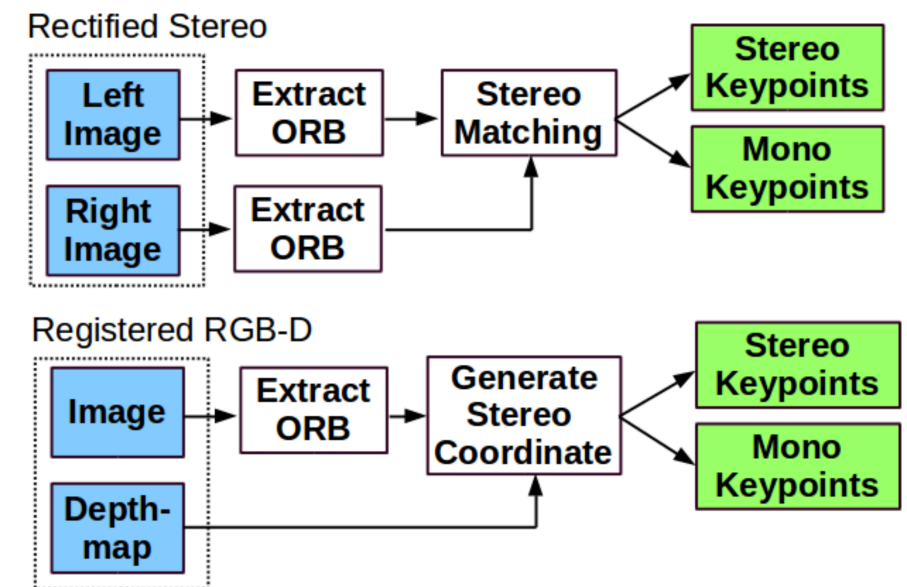 Rectified Stereo
Left
Image
Extract
ORB
Stereo
Matching
Stereo
Keypoints
Mono
Keypoints
Right
Image
Extract
ORB
Registered RGB-D
Image
Extract
ORB
Generate
Stereo
Coordinate
Stereo
Keypoints
Mono
Keypoints
Depth-
map